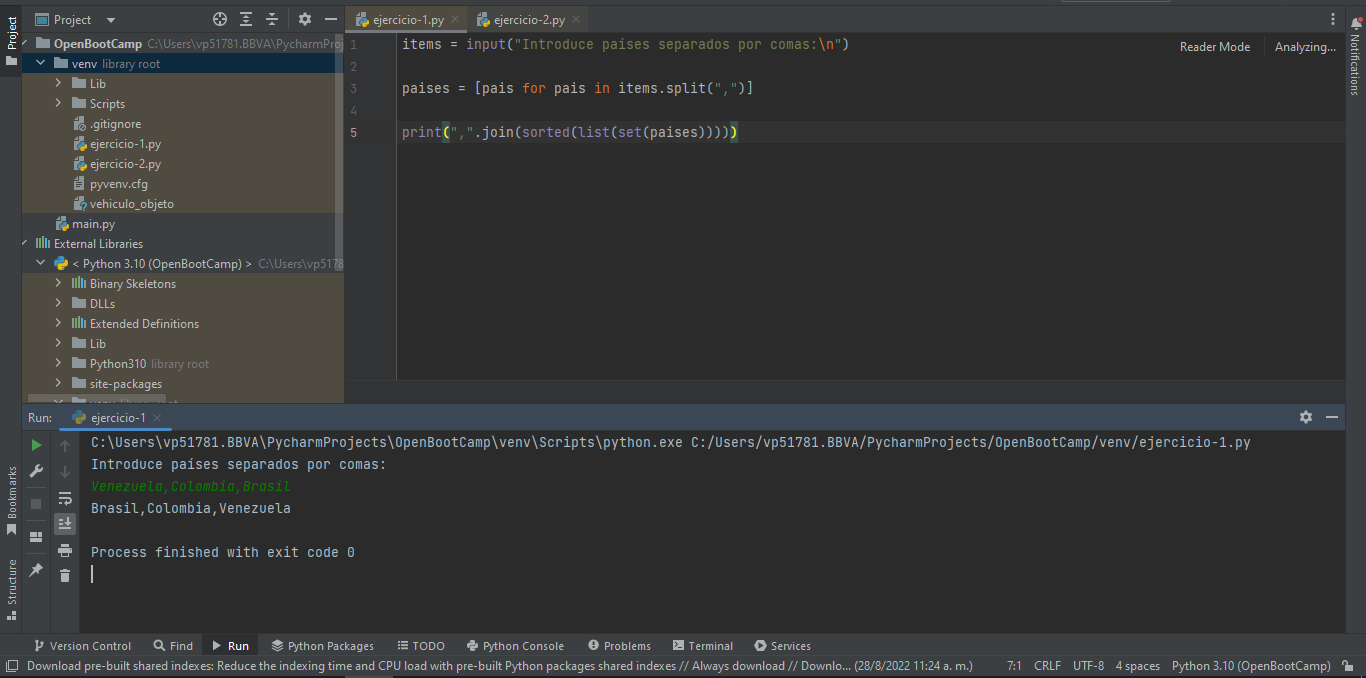 Project
Project
ejercicio-1.py
ejercicio-2.py
OpenBootCamp C:\Users\vp51781.BBVA\PycharmProj
venv library root
Lib
Scripts
.gitignore
ejercicio-1.py
ejercicio-2.py
pyvenv.cfg
vehiculo_objeto
main.py
External Libraries
< Python 3.10 (OpenBootCamp) > C:\Users\vp5178
Binary Skeletons
DLLs
Extended Definitions
Lib
Python310 library root
site-packages
Reader Mode
Analyzing...
Notifications
1 items = input("Introduce países separados por comas:\n")
2
3 paises = [pais for pais in items.split(",")]
4
5 print(",".join(sorted(list(set(paises)))))
Run: ejercicio-1
C:\Users\vp51781.BBVA\PycharmProjects\OpenBootCamp\venv\Scripts\python.exe C:/Users/vp51781.BBVA/PycharmProjects/OpenBootCamp/venv/ejercicio-1.py
Introduce países separados por comas:
Venezuela,Colombia,Brasil
Brasil,Colombia,Venezuela
Process finished with exit code 0
Bookmarks
Structure
Version Control Find Run Python Packages TODO Python Console Problems Terminal Services
Download pre-built shared indexes: Reduce the indexing time and CPU load with pre-built Python packages shared indexes // Always download // Downlo... (28/8/2022 11:24 a. m.) 7:1 CRLF UTF-8 4 spaces Python 3.10 (OpenBootCamp)